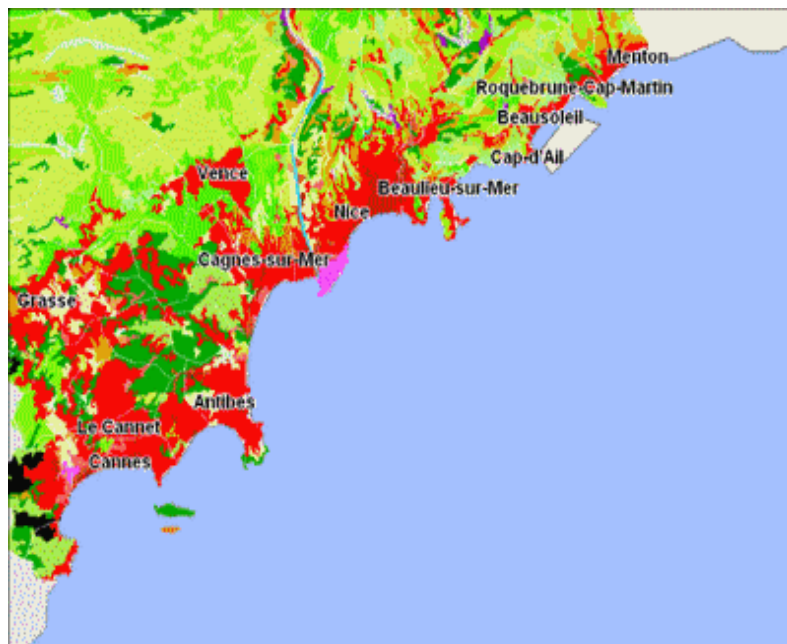 Menton
Roquebrune-Cap-Martin
Beausoleil
Cap-d'Ail
Vence
Beaulieu-sur-Mer
Nice
Cagnes-sur-Mer
Grasse
Antibes
Le Cannet
Cannes